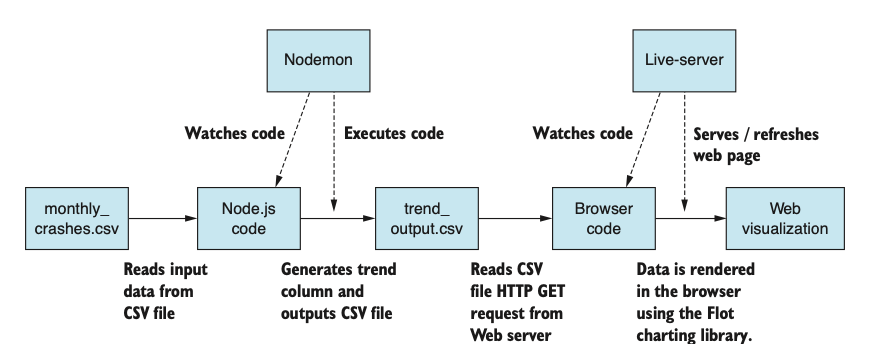 Nodemon
Live-server
Watches code
Executes code
Watches code
Serves / refreshes
web page
monthly_
crashes.csv
Node.js
code
trend_
output.csv
Browser
code
Web
visualization
Reads input
data from
CSV file
Generates trend
column and
outputs CSV file
Reads CSV
file HTTP GET
request from
Web server
Data is rendered
in the browser
using the Flot
charting library.